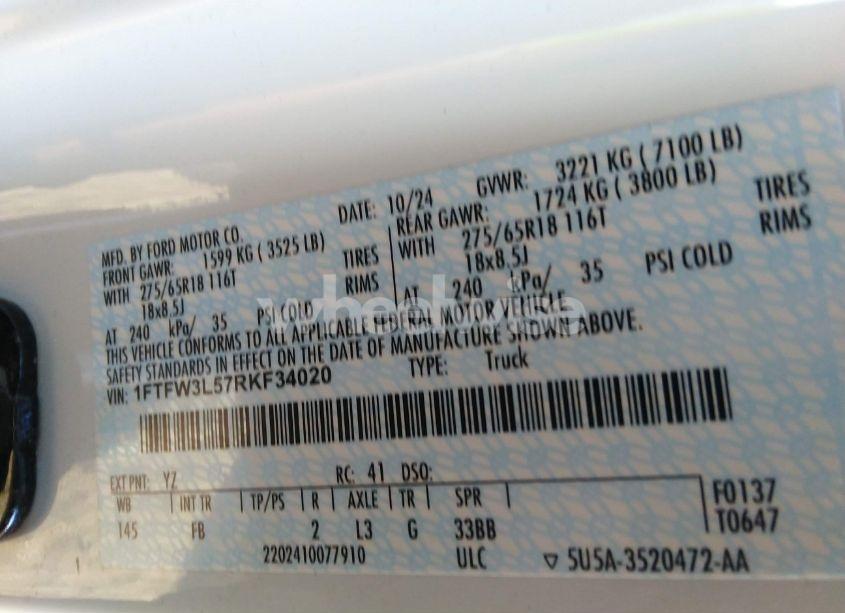 MFD. BY FORD MOTOR CO. DATE: 10/24 GVWR: 3221 KG ( 7100 LB)
FRONT GAWR: 1599 KG ( 3525 LB) REAR GAWR: 1724 KG ( 3800 LB)
WITH 275/65R18 116T TIRES WITH 275/65R18 116T TIRES
18x8.5J RIMS 18x8.5J RIMS
AT 240 kPa/ 35 PSI COLD AT 240 kPa/ 35 PSI COLD
THIS VEHICLE CONFORMS TO ALL APPLICABLE FEDERAL MOTOR VEHICLE
SAFETY STANDARDS IN EFFECT ON THE DATE OF MANUFACTURE SHOWN ABOVE.
VIN: 1FTFW3L57RKF34020 TYPE: Truck
EXT PNT: YZ RC: 41 DSO:
WB INT TR TP/PS R AXLE TR SPR F0137
145 FB 2 L3 G 33BB T0647
2202410077910 ULC ▽ 5U5A-3520472-AA